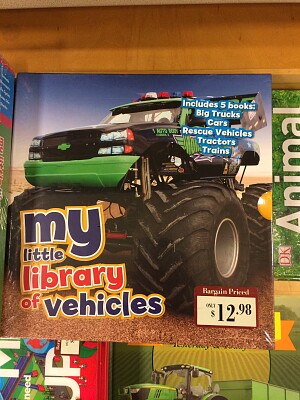 Includes 5 books:
Big Trucks
Cars
Rescue Vehicles
Tractors
Trains
my
little
library
of vehicles
Bargain Priced
ONLY
$12.98
Animal
DK